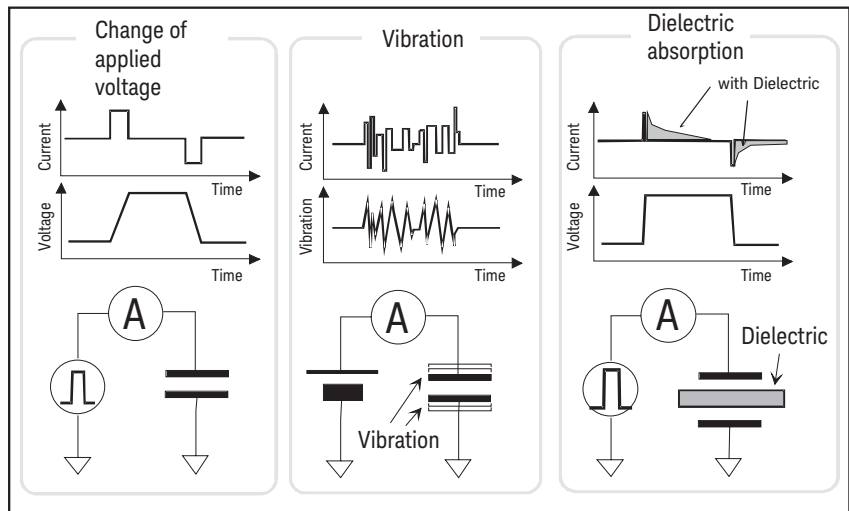 Change of
applied
voltage
Current
Time
Voltage
Time
A
Vibration
Current
Time
Vibration
Time
A
Vibration
Dielectric
absorption
with Dielectric
Current
Time
Voltage
Time
A
Dielectric